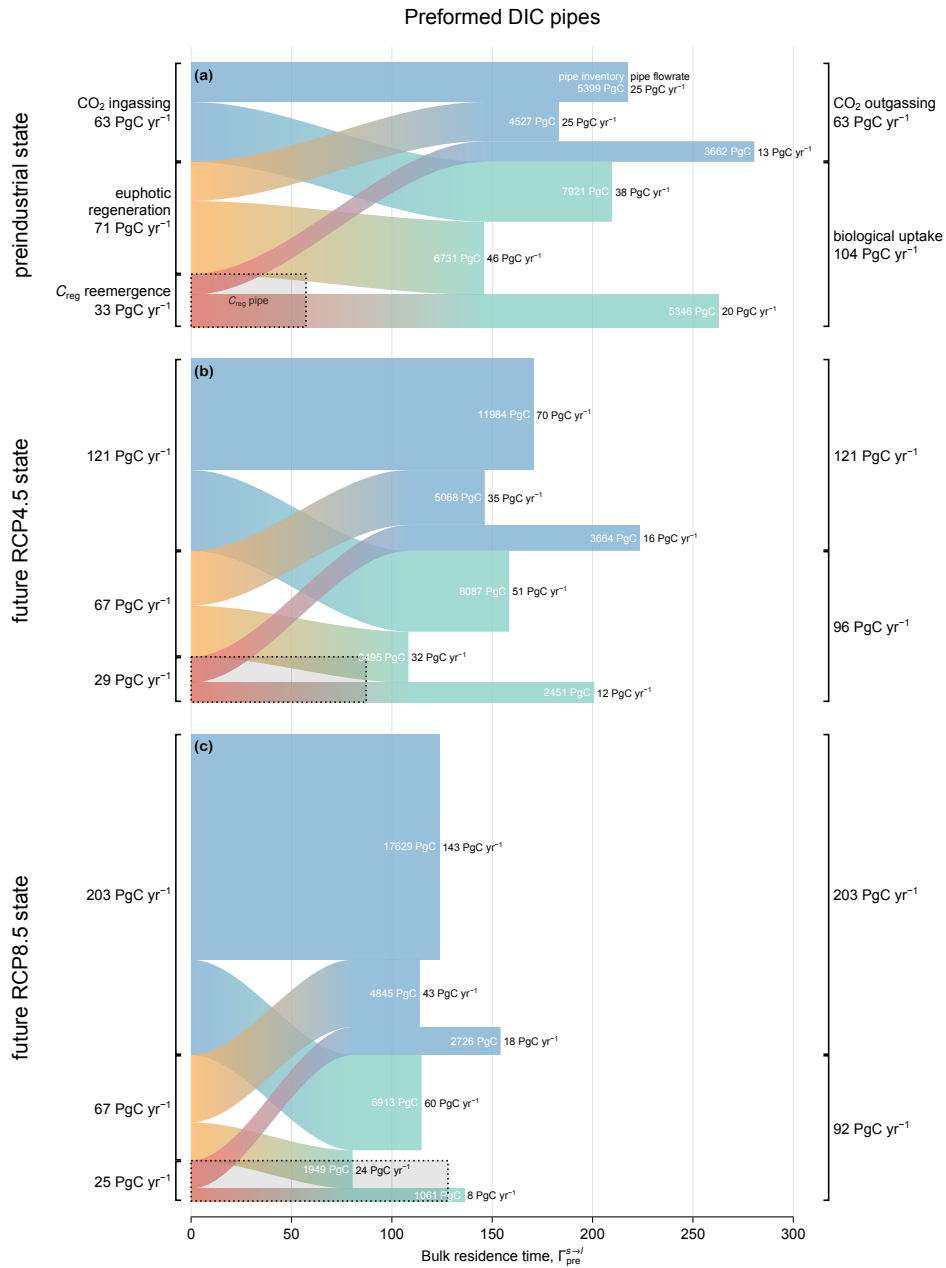 Preformed DIC pipes
preindustrial state
(a)
CO₂ ingassing
63 PgC yr⁻¹
euphotic
regeneration
71 PgC yr⁻¹
C_reg reemergence
33 PgC yr⁻¹
C_reg pipe
pipe inventory pipe flowrate
5399 PgC 25 PgC yr⁻¹
4527 PgC 25 PgC yr⁻¹
3662 PgC 13 PgC yr⁻¹
7921 PgC 38 PgC yr⁻¹
6731 PgC 46 PgC yr⁻¹
5346 PgC 20 PgC yr⁻¹
CO₂ outgassing
63 PgC yr⁻¹
biological uptake
104 PgC yr⁻¹
future RCP4.5 state
(b)
121 PgC yr⁻¹
67 PgC yr⁻¹
29 PgC yr⁻¹
11984 PgC 70 PgC yr⁻¹
5068 PgC 35 PgC yr⁻¹
3664 PgC 16 PgC yr⁻¹
8087 PgC 51 PgC yr⁻¹
3495 PgC 32 PgC yr⁻¹
2451 PgC 12 PgC yr⁻¹
121 PgC yr⁻¹
96 PgC yr⁻¹
future RCP8.5 state
(c)
203 PgC yr⁻¹
67 PgC yr⁻¹
25 PgC yr⁻¹
17629 PgC 143 PgC yr⁻¹
4845 PgC 43 PgC yr⁻¹
2726 PgC 18 PgC yr⁻¹
6913 PgC 60 PgC yr⁻¹
1949 PgC 24 PgC yr⁻¹
1061 PgC 8 PgC yr⁻¹
203 PgC yr⁻¹
92 PgC yr⁻¹
0 50 100 150 200 250 300
Bulk residence time, Γ_pre^{s→l}